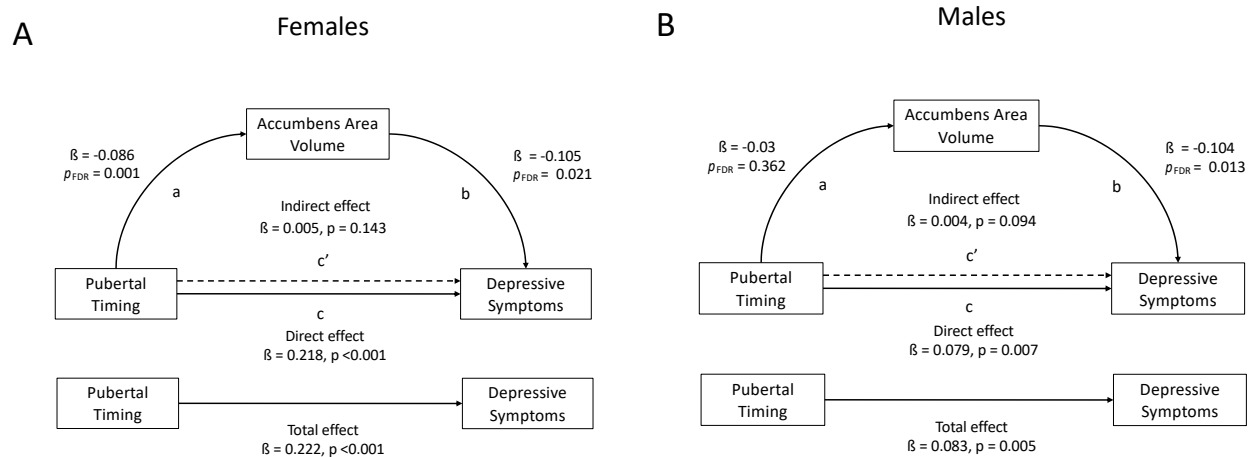 A
Females
Accumbens Area
Volume
ß = -0.086
pFDR = 0.001
ß = -0.105
pFDR = 0.021
a
b
Indirect effect
ß = 0.005, p = 0.143
c’
Pubertal
Timing
Depressive
Symptoms
c
Direct effect
ß = 0.218, p <0.001
Pubertal
Timing
Depressive
Symptoms
Total effect
ß = 0.222, p <0.001
B
Males
Accumbens Area
Volume
ß = -0.03
pFDR = 0.362
ß = -0.104
pFDR = 0.013
a
b
Indirect effect
ß = 0.004, p = 0.094
c’
Pubertal
Timing
Depressive
Symptoms
c
Direct effect
ß = 0.079, p = 0.007
Pubertal
Timing
Depressive
Symptoms
Total effect
ß = 0.083, p = 0.005